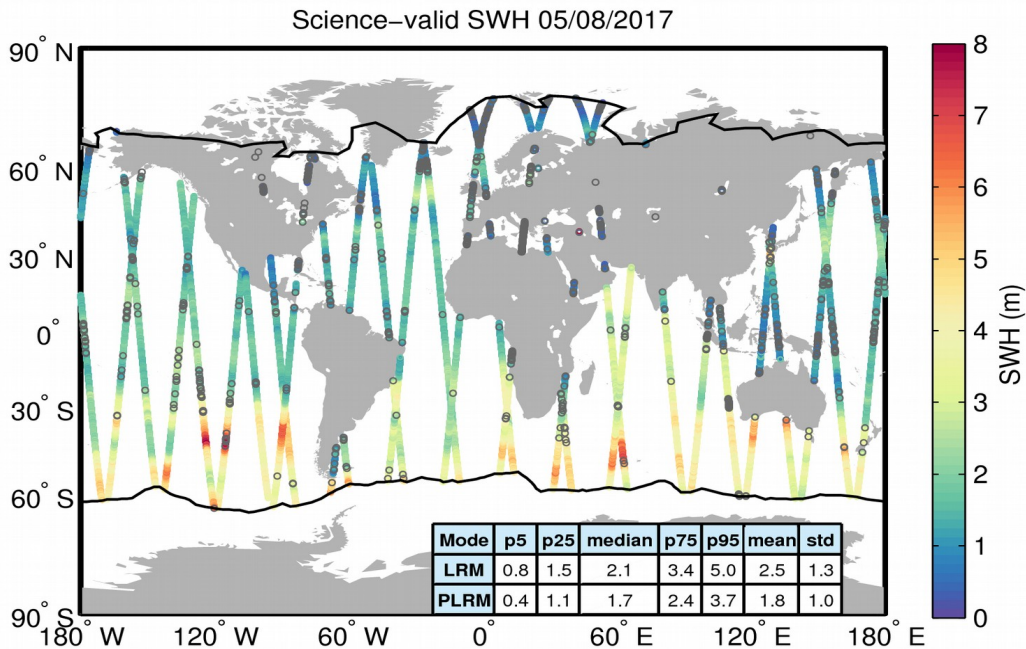 Science−valid SWH 05/08/2017
90° N
60° N
30° N
0°
30° S
60° S
90° S
180° W
120° W
60° W
0°
60° E
120° E
180° E
Mode p5 p25 median p75 p95 mean std
LRM 0.8 1.5 2.1 3.4 5.0 2.5 1.3
PLRM 0.4 1.1 1.7 2.4 3.7 1.8 1.0
8
7
6
5
4
3
2
1
0
SWH (m)